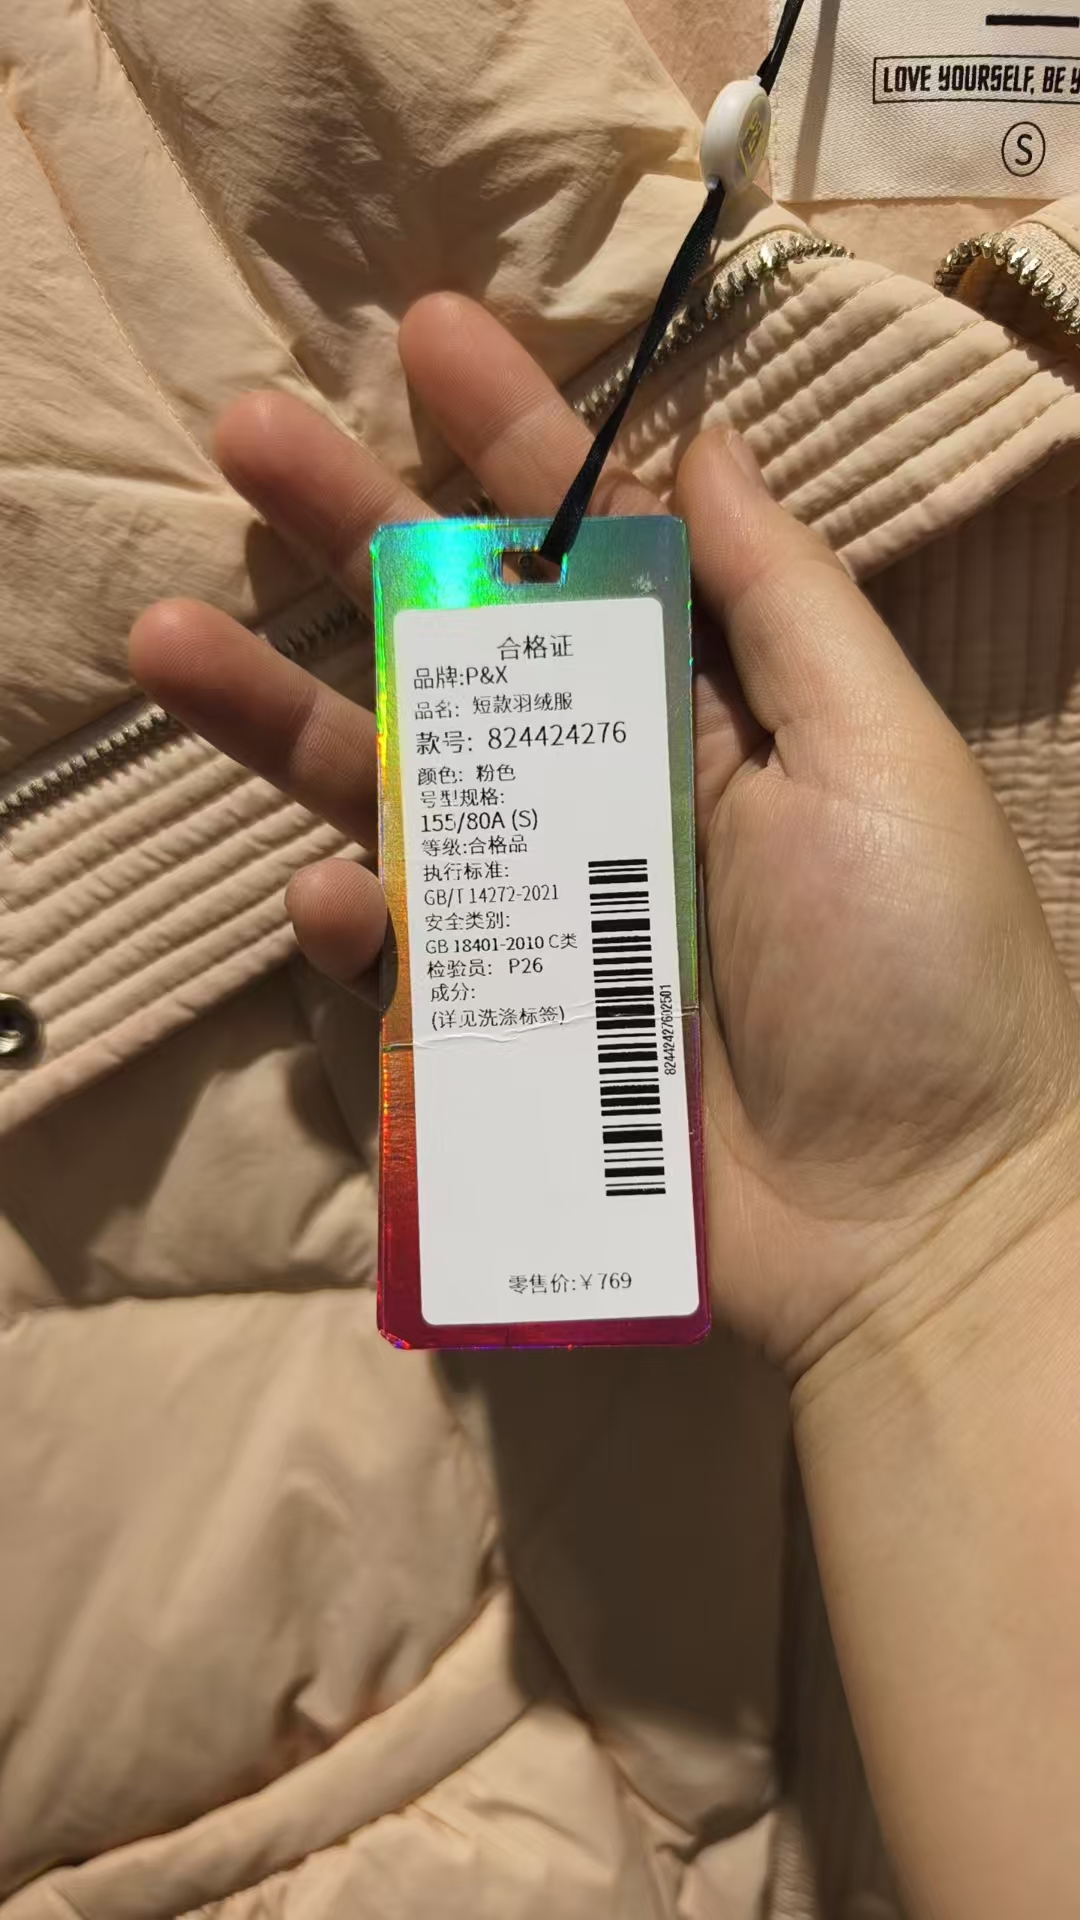 LOVE YOURSELF, BE
S
合格证
品牌:P&X
品名: 短款羽绒服
款号: 824424276
颜色: 粉色
号型规格:
155/80A (S)
等级:合格品
执行标准:
GB/T 14272-2021
安全类别:
GB 18401-2010 C类
检验员: P26
成分:
(详见洗涤标签)
82442427602501
零售价:¥769